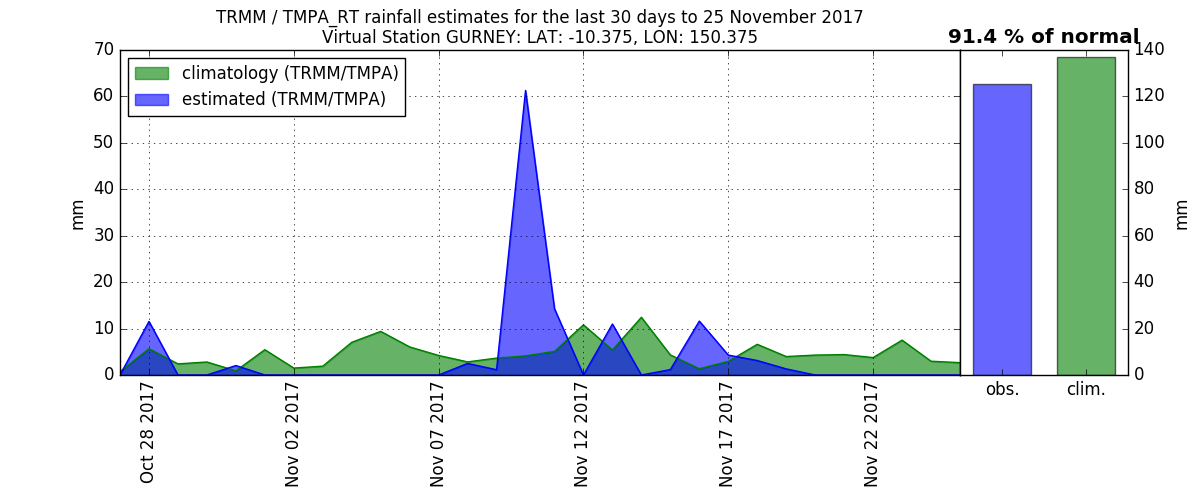 TRMM / TMPA_RT rainfall estimates for the last 30 days to 25 November 2017
Virtual Station GURNEY: LAT: -10.375, LON: 150.375
91.4 % of normal
climatology (TRMM/TMPA)
estimated (TRMM/TMPA)
70
60
50
40
30
20
10
0
mm
Oct 28 2017
Nov 02 2017
Nov 07 2017
Nov 12 2017
Nov 17 2017
Nov 22 2017
obs.
clim.
140
120
100
80
60
40
20
0
mm